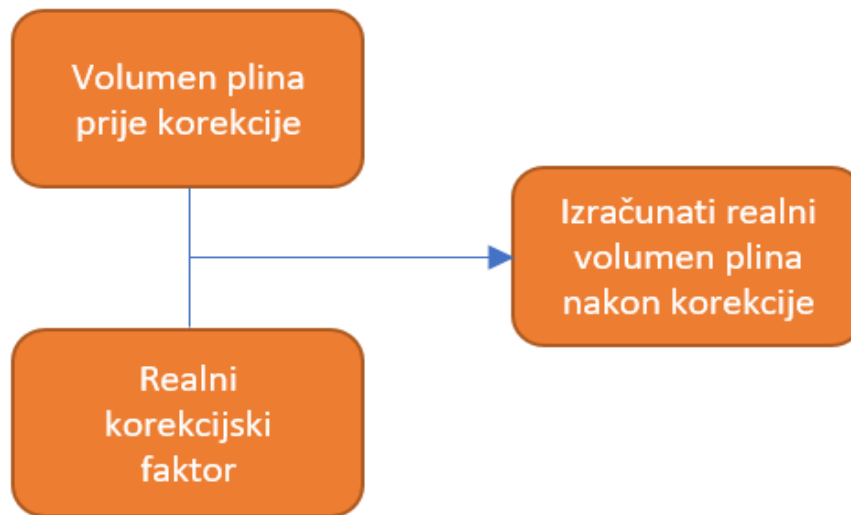 Volumen plina
prije korekcije
Izračunati realni
volumen plina
nakon korekcije
Realni
korekcijski
faktor